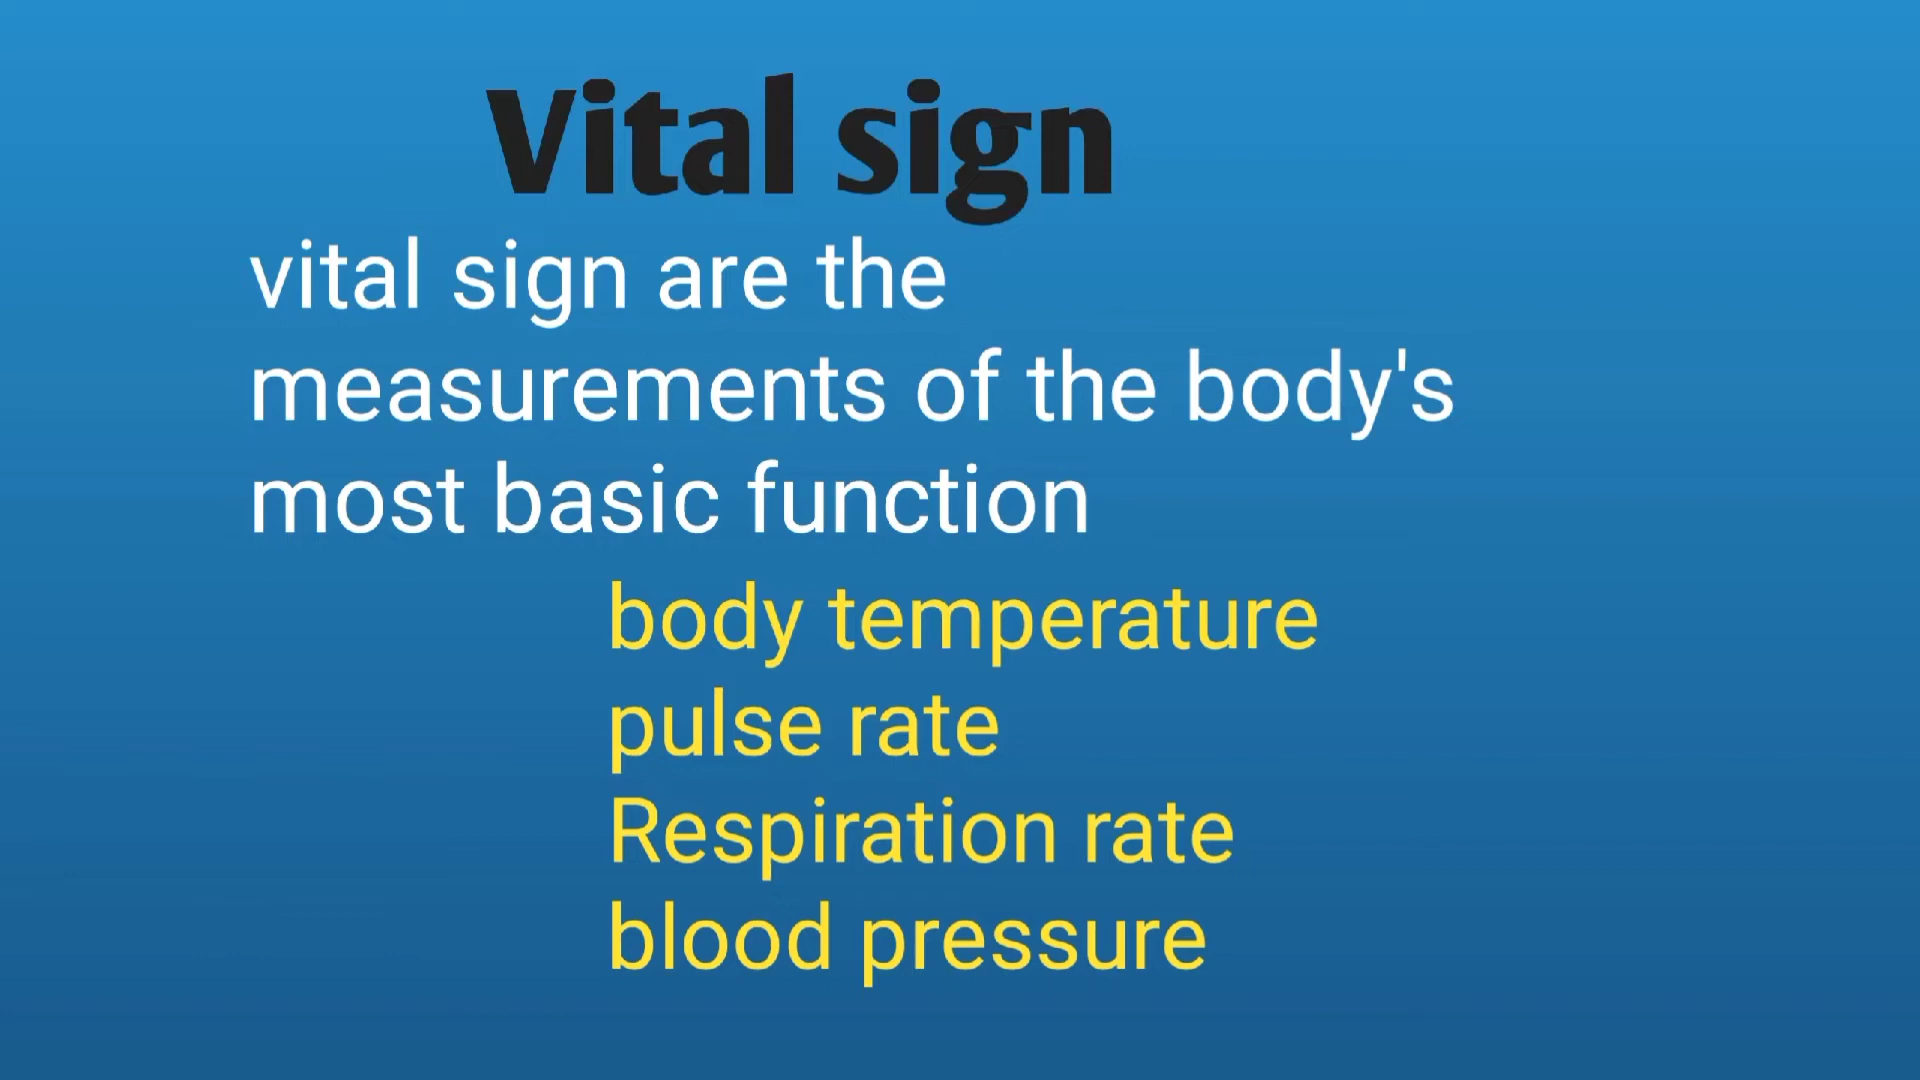 Vital sign
vital sign are the
measurements of the body's
most basic function
body temperature
pulse rate
Respiration rate
blood pressure